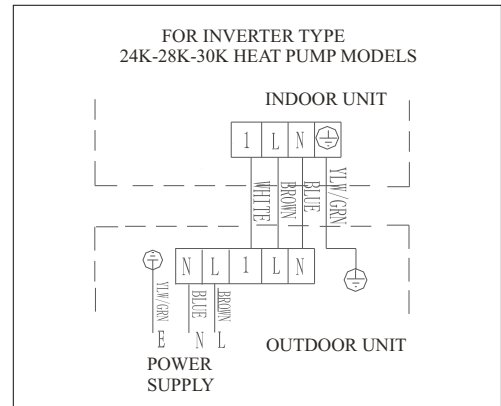 FOR INVERTER TYPE
24K-28K-30K HEAT PUMP MODELS
INDOOR UNIT
1 L N
WHITE
BROWN
BLUE
YLW/GRN
N L 1 L N
YLW/GRN
BLUE
BROWN
E N L
POWER
SUPPLY
OUTDOOR UNIT